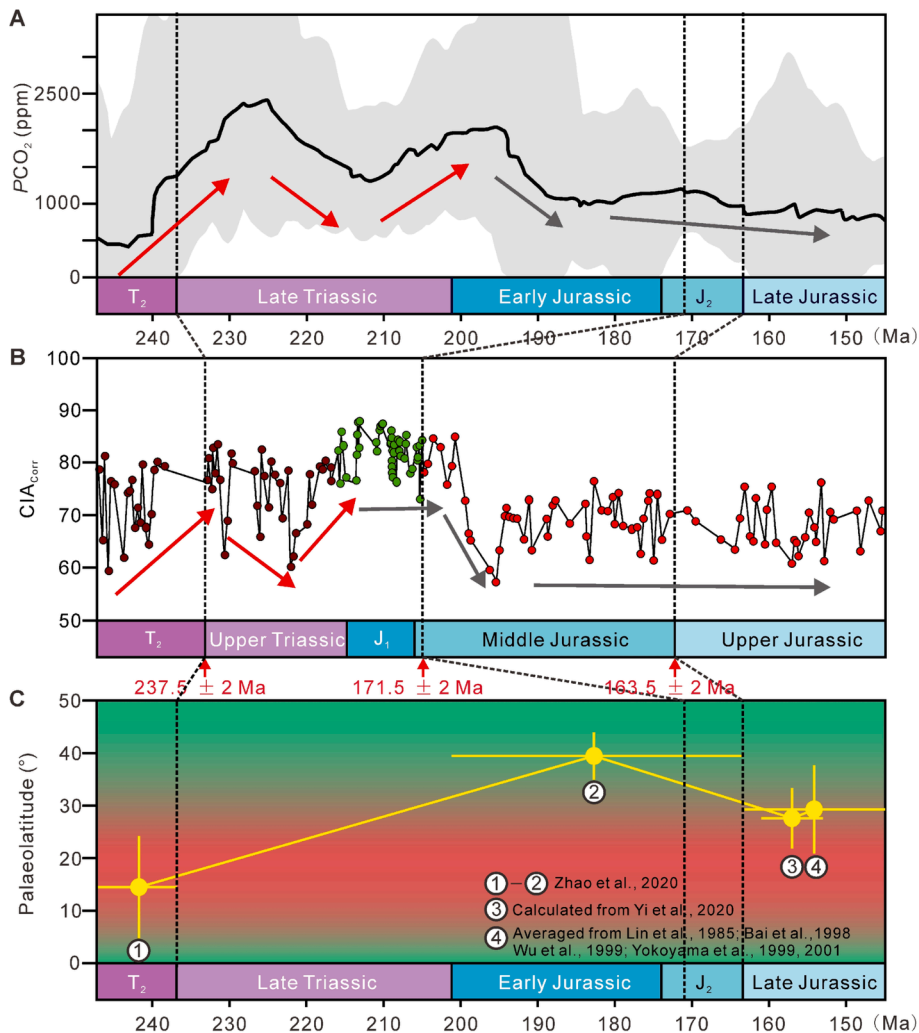 A
PCO₂ (ppm)
2500
1000
0
T₂
Late Triassic
Early Jurassic
J₂
Late Jurassic
240 230 220 210 200 190 180 170 160 150 (Ma)
B
CIA_Corr
100
90
80
70
60
50
T₂
Upper Triassic
J₁
Middle Jurassic
Upper Jurassic
237.5 ± 2 Ma
171.5 ± 2 Ma
163.5 ± 2 Ma
C
Palaeolatitude (°)
50
40
30
20
10
0
①
②
③
④
①–② Zhao et al., 2020
③ Calculated from Yi et al., 2020
④ Averaged from Lin et al., 1985; Bai et al., 1998
Wu et al., 1999; Yokoyama et al., 1999, 2001
T₂
Late Triassic
Early Jurassic
J₂
Late Jurassic
240 230 220 210 200 190 180 170 160 150 (Ma)